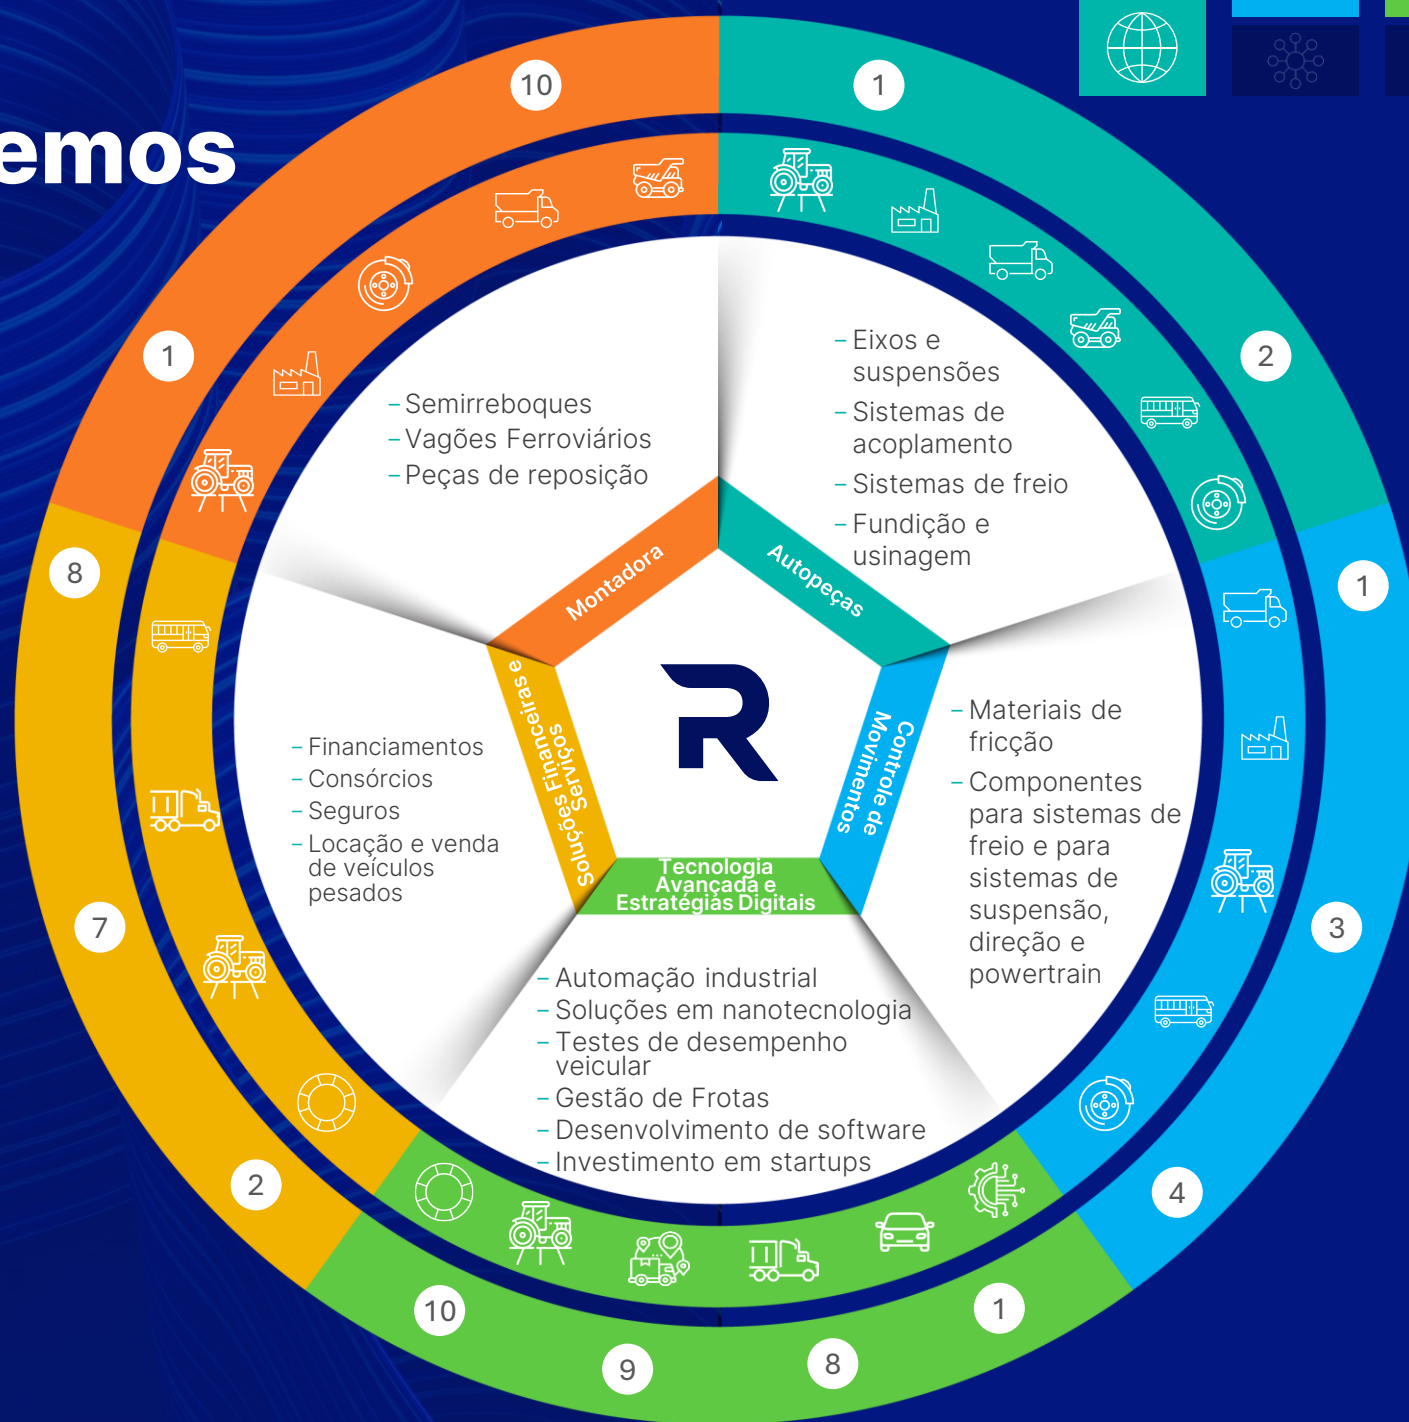 emos
10
1
1
2
8
1
7
3
2
4
10
9
8
1
– Semirreboques
– Vagões Ferroviários
– Peças de reposição
– Eixos e
suspensões
– Sistemas de
acoplamento
– Sistemas de freio
– Fundição e
usinagem
Montadora
Autopeças
Soluções Financeiras e
Serviços
Controle de
Movimentos
R
Tecnologia
Avançada e
Estratégias Digitais
– Financiamentos
– Consórcios
– Seguros
– Locação e venda
de veículos
pesados
– Materiais de
fricção
– Componentes
para sistemas de
freio e para
sistemas de
suspensão,
direção e
powertrain
– Automação industrial
– Soluções em nanotecnologia
– Testes de desempenho
veicular
– Gestão de Frotas
– Desenvolvimento de software
– Investimento em startups